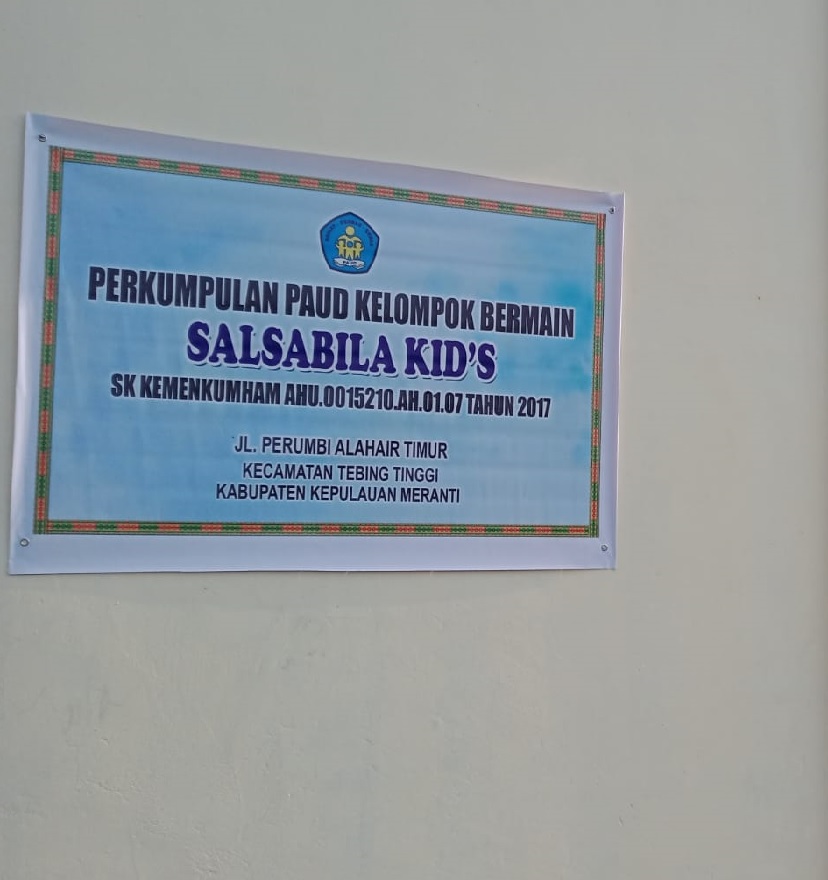 PERKUMPULAN PAUD KELOMPOK BERMAIN
SALSABILA KID'S
SK KEMENKUMHAM AHU.0015210.AH.01.07 TAHUN 2017
JL. PERUMBI ALAHAIR TIMUR
KECAMATAN TEBING TINGGI
KABUPATEN KEPULAUAN MERANTI